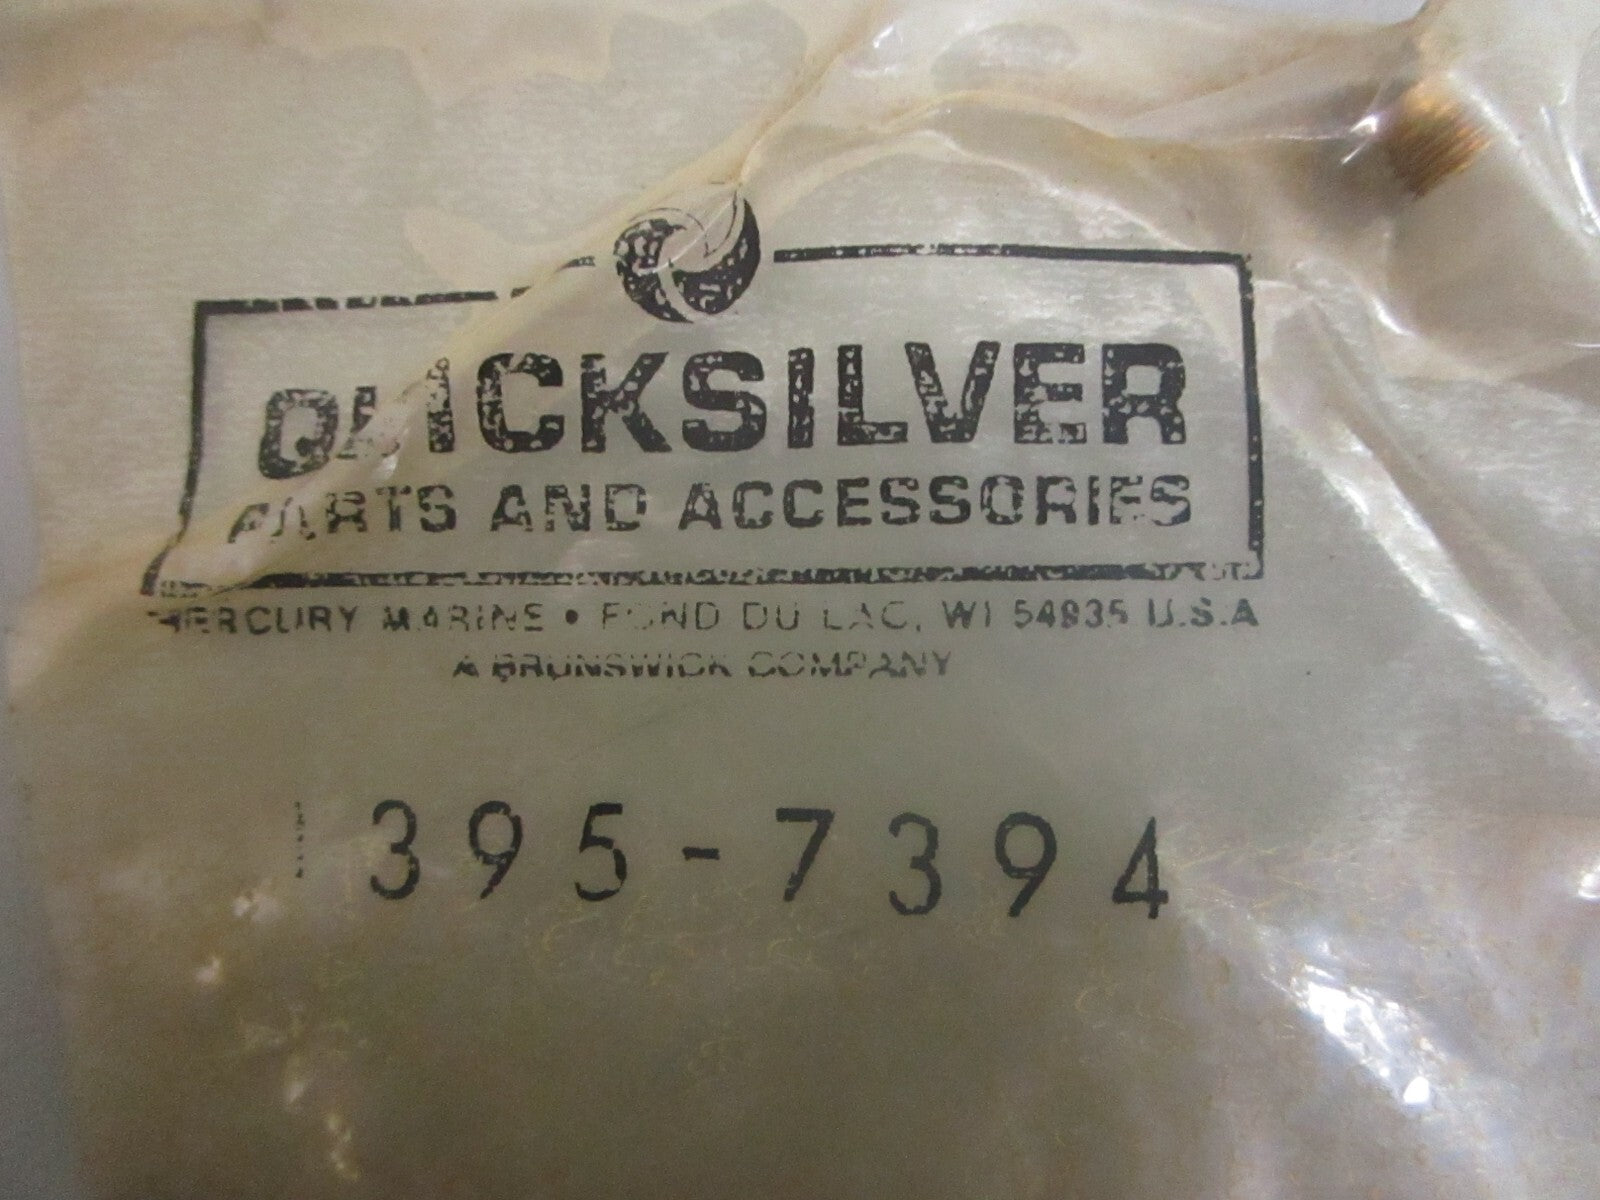 QUICKSILVER
PARTS AND ACCESSORIES
MERCURY MARINE • FOND DU LAC, WI 54935 U.S.A
A BRUNSWICK COMPANY
395-7394